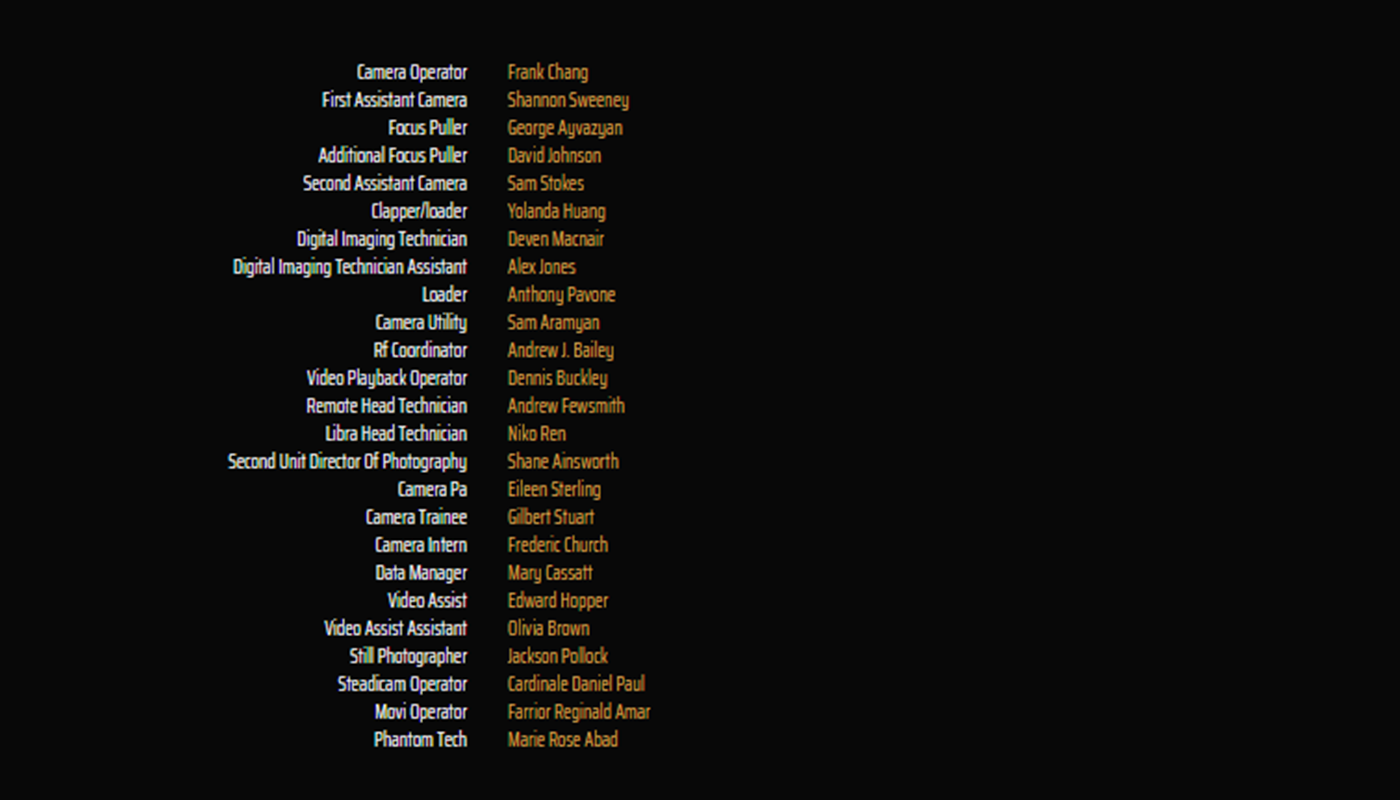 Camera Operator Frank Chang
First Assistant Camera Shannon Sweeney
Focus Puller George Ayvazyan
Additional Focus Puller David Johnson
Second Assistant Camera Sam Stokes
Clapper/loader Yolanda Huang
Digital Imaging Technician Deven Macnair
Digital Imaging Technician Assistant Alex Jones
Loader Anthony Pavone
Camera Utility Sam Aramyan
Rf Coordinator Andrew J. Bailey
Video Playback Operator Dennis Buckley
Remote Head Technician Andrew Fewsmith
Libra Head Technician Niko Ren
Second Unit Director Of Photography Shane Ainsworth
Camera Pa Eileen Sterling
Camera Trainee Gilbert Stuart
Camera Intern Frederic Church
Data Manager Mary Cassatt
Video Assist Edward Hopper
Video Assist Assistant Olivia Brown
Still Photographer Jackson Pollock
Steadicam Operator Cardinale Daniel Paul
Movi Operator Farrior Reginald Amar
Phantom Tech Marie Rose Abad